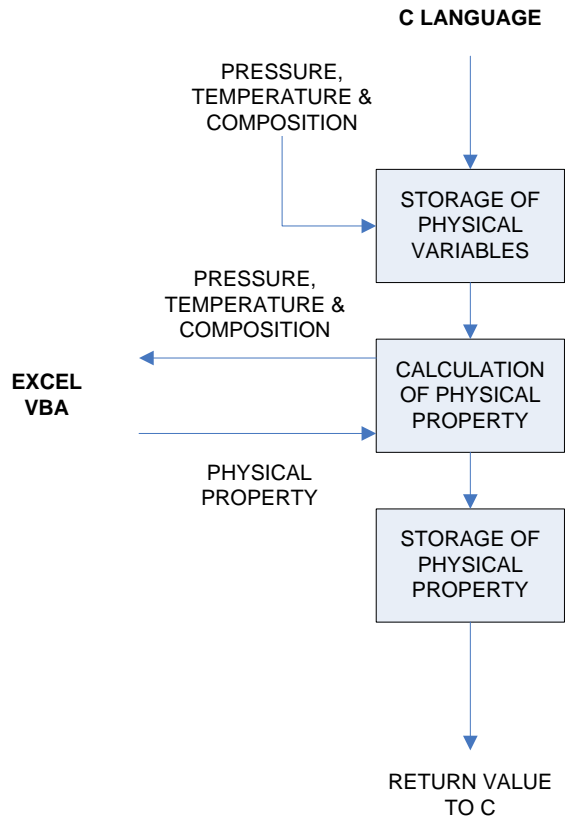 C LANGUAGE
PRESSURE,
TEMPERATURE &
COMPOSITION
STORAGE OF
PHYSICAL
VARIABLES
PRESSURE,
TEMPERATURE &
COMPOSITION
EXCEL
VBA
CALCULATION
OF PHYSICAL
PROPERTY
PHYSICAL
PROPERTY
STORAGE OF
PHYSICAL
PROPERTY
RETURN VALUE
TO C